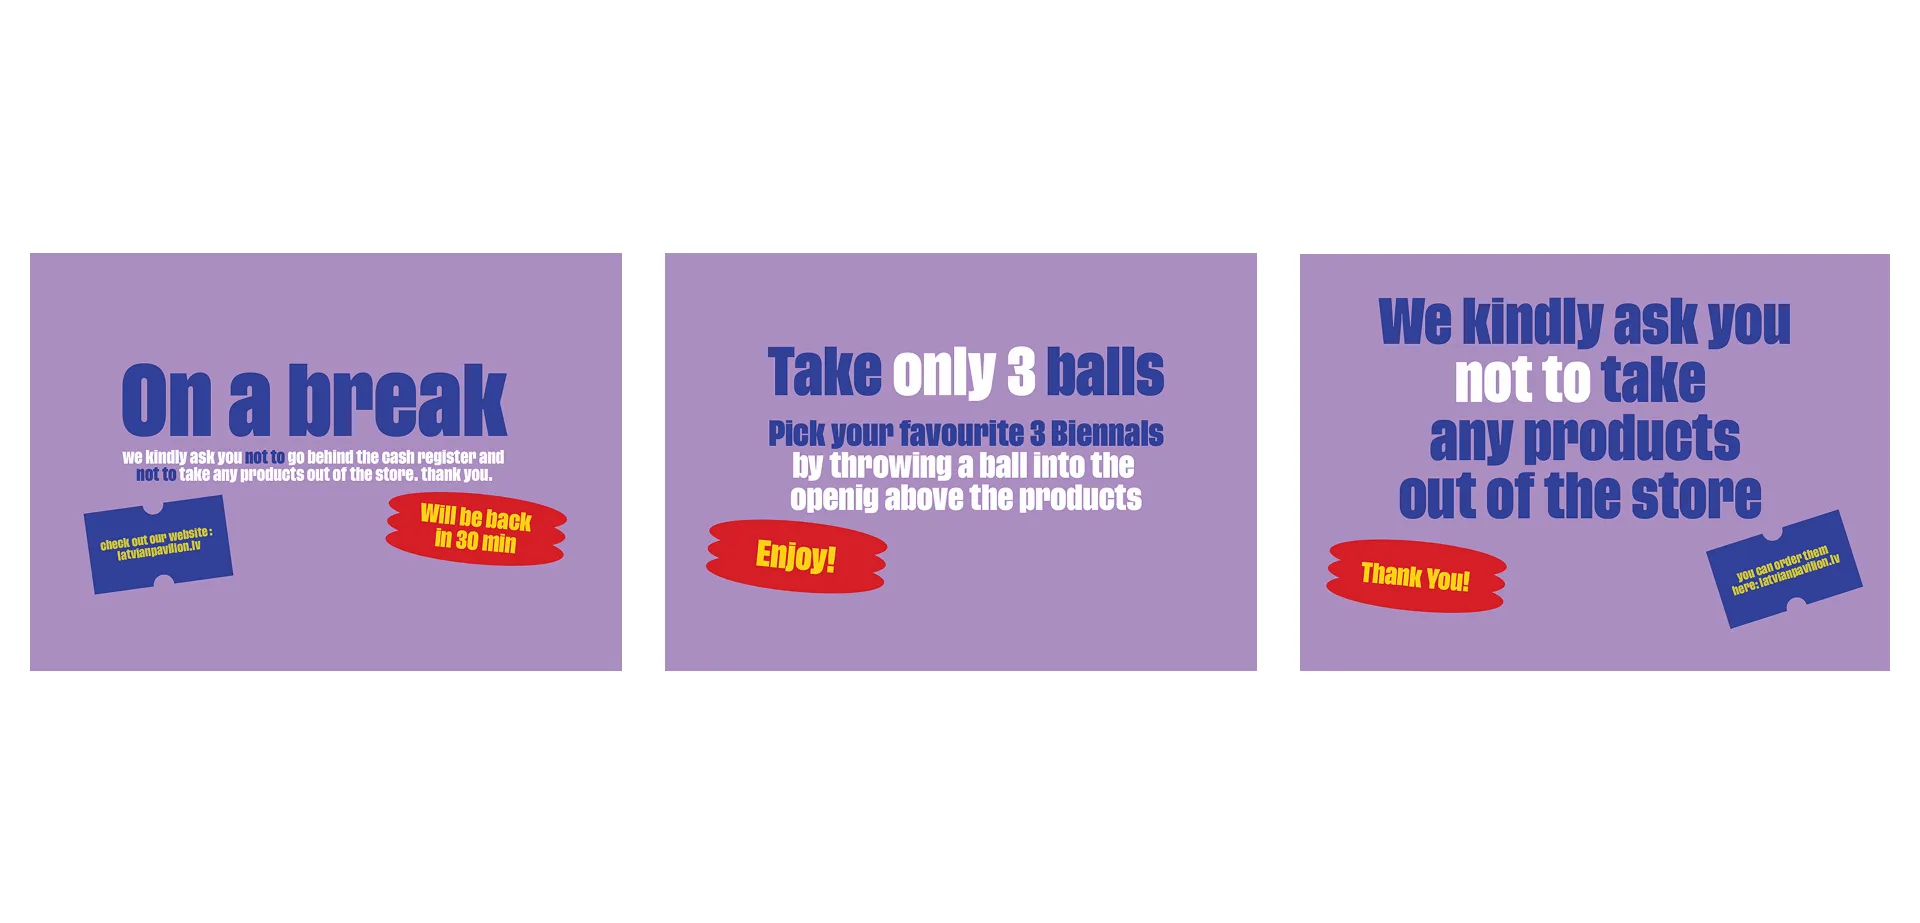 On a break
we kindly ask you not to go behind the cash register and
not to take any products out of the store. thank you.
check out our website :
latvianpavilion.lv
Will be back
in 30 min
Take only 3 balls
Pick your favourite 3 Biennals
by throwing a ball into the
openig above the products
Enjoy!
We kindly ask you
not to take
any products
out of the store
Thank You!
you can order them
here: latvianpavilion.lv